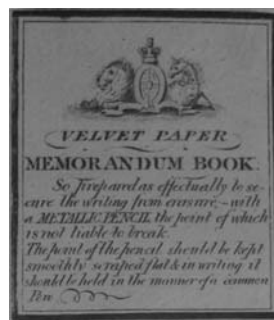 VELVET PAPER
MEMORANDUM BOOK.
So Prepared as effectually to se-
cure the writing from erasure;-with
a METALLIC PENCIL the point of which
is not liable to break.
The point of the pencil should be kept
smoothly scraped flat & in writing it
should be held in the manner of a common
Pen.